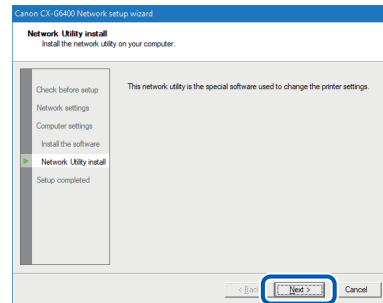 Canon CX-G6400 Network setup wizard
Network Utility install
Install the network utility on your computer.
Check before setup
Network settings
Computer settings
Install the software
Network Utility install
Setup completed
This network utility is the special software used to change the printer settings.
< Back
Next >
Cancel